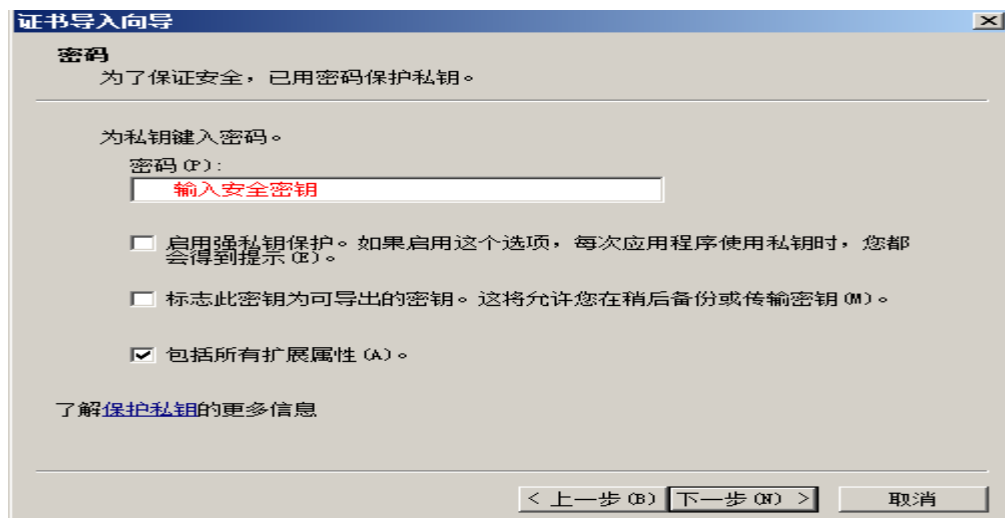 证书导入向导
密码
为了保证安全，已用密码保护私钥。
为私钥键入密码。
密码(P):
输入安全密钥
启用强私钥保护。如果启用这个选项，每次应用程序使用私钥时，您都
会得到提示(E)。
标志此密钥为可导出的密钥。这将允许您在稍后备份或传输密钥(M)。
包括所有扩展属性(A)。
了解保护私钥的更多信息
< 上一步(B) 下一步(N) > 取消